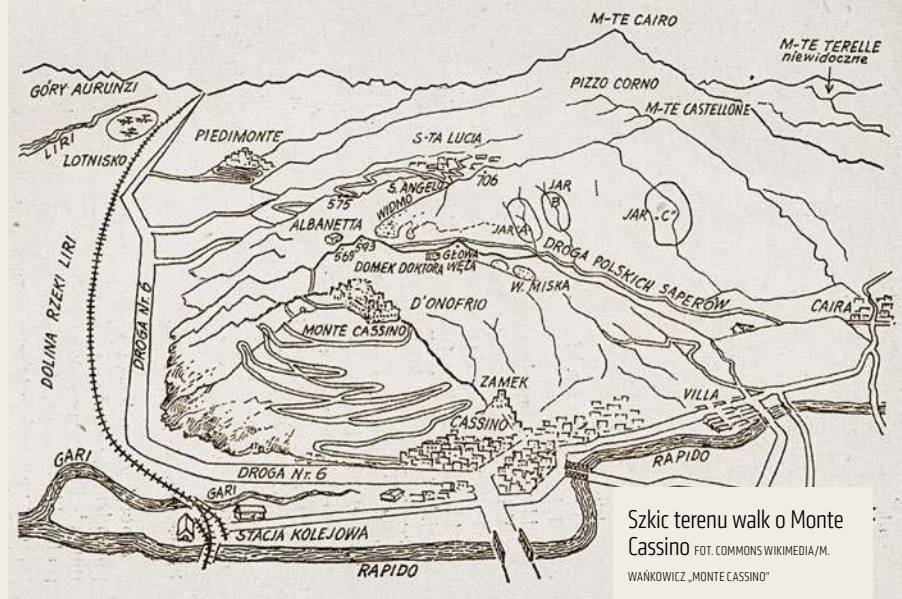 M-TE CAIRO
M-TE TERELLE
niewidoczne
GÓRY AURUNZI
PIZZO CORNO
M-TE CASTELLONE
LIRI
LOTNISKO
PIEDIMONTE
S-TA LUCIA
S. ANGELO
706
575
WIDMO
JAR
B
JAR „C"
ALBANETTA
JAR A
593
569
GŁOWA
WĘŻA
DOMEK DOKTORA
DROGA POLSKICH SAPERÓW
W. MISKA
DOLINA RZEKI LIRI
DROGA Nr. 6
D'ONOFRIO
CAIRA
MONTE CASSINO
ZAMEK
VILLA
CASSINO
GARI
DROGA Nr. 6
RAPIDO
GARI
STACJA KOLEJOWA
RAPIDO
Szkic terenu walk o Monte
Cassino FOT. COMMONS WIKIMEDIA/M.
WAŃKOWICZ „MONTE CASSINO"